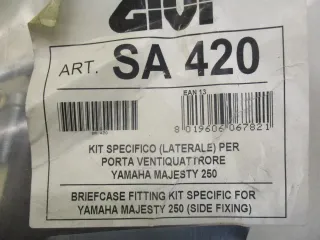 GIVI
ART. SA 420
EAN 13
8 019606 067821
KIT SPECIFICO (LATERALE) PER
PORTA VENTIQUATTRORE
YAMAHA MAJESTY 250
BRIEFCASE FITTING KIT SPECIFIC FOR
YAMAHA MAJESTY 250 (SIDE FIXING)